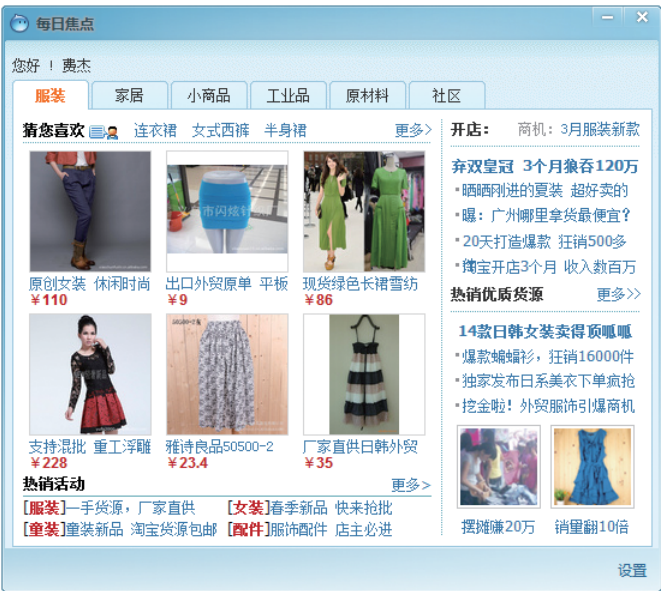 每日焦点
您好 ! 费杰
服装 家居 小商品 工业品 原材料 社区
猜您喜欢 连衣裙 女式西裤 半身裙 更多>
原创女装 休闲时尚
¥110
出口外贸原单 平板
¥9
现货绿色长裙雪纺
¥86
支持混批 重工浮雕
¥228
雅诗良品50500-2
¥23.4
厂家直供日韩外贸
¥35
热销活动 更多>
[服装]一手货源，厂家直供 [女装]春季新品 快来抢批
[童装]童装新品 淘宝货源包邮 [配件]服饰配件 店主必进
开店: 商机: 3月服装新款
弃双皇冠 3个月狼吞120万
晒晒刚进的夏装 超好卖的
曝: 广州哪里拿货最便宜?
20天打造爆款 狂销500多
宝开店3个月 收入数百万
热销优质货源 更多>>
14款日韩女装卖得顶呱呱
爆款蝙蝠衫，狂销16000件
独家发布日系美衣下单疯抢
挖金啦! 外贸服饰引爆商机
摆摊赚20万 销量翻10倍
设置